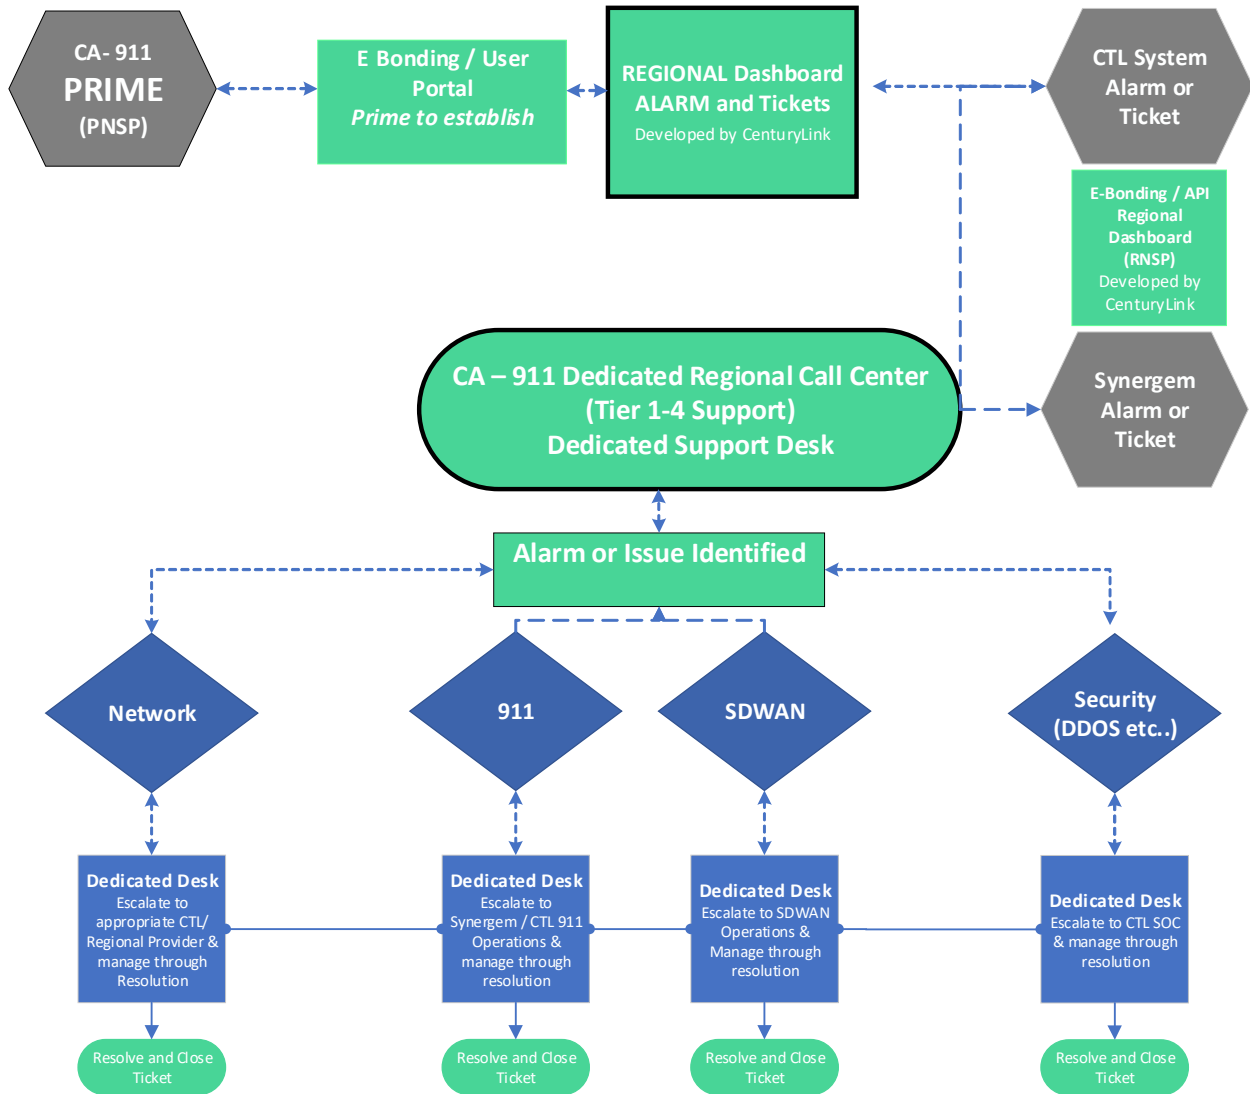 CA- 911
PRIME
(PNSP)
E Bonding / User
Portal
Prime to establish
REGIONAL Dashboard
ALARM and Tickets
Developed by CenturyLink
CTL System
Alarm or
Ticket
E-Bonding / API
Regional
Dashboard
(RNSP)
Developed by
CenturyLink
CA – 911 Dedicated Regional Call Center
(Tier 1-4 Support)
Dedicated Support Desk
Synergem
Alarm or
Ticket
Alarm or Issue Identified
Network
911
SDWAN
Security
(DDOS etc..)
Dedicated Desk
Escalate to
appropriate CTL/
Regional Provider &
manage through
Resolution
Dedicated Desk
Escalate to
Synergem / CTL 911
Operations &
manage through
resolution
Dedicated Desk
Escalate to SDWAN
Operations &
Manage through
resolution
Dedicated Desk
Escalate to CTL SOC
& manage through
resolution
Resolve and Close
Ticket
Resolve and Close
Ticket
Resolve and Close
Ticket
Resolve and Close
Ticket